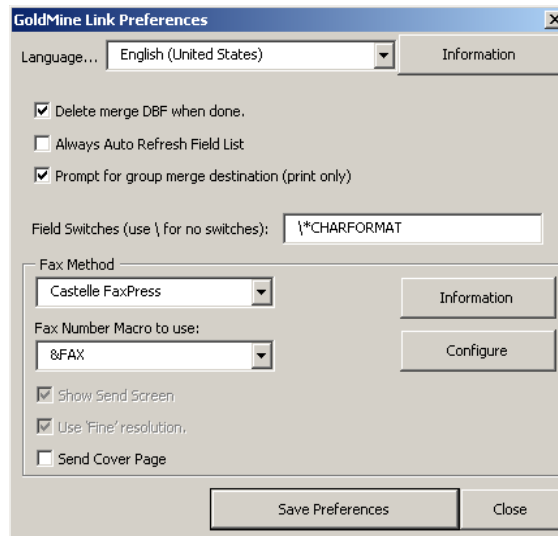 GoldMine Link Preferences
Language... English (United States) Information
Delete merge DBF when done.
Always Auto Refresh Field List
Prompt for group merge destination (print only)
Field Switches (use \ for no switches): \*CHARFORMAT
Fax Method
Castelle FaxPress Information
Fax Number Macro to use:
&FAX Configure
Show Send Screen
Use 'Fine' resolution.
Send Cover Page
Save Preferences Close